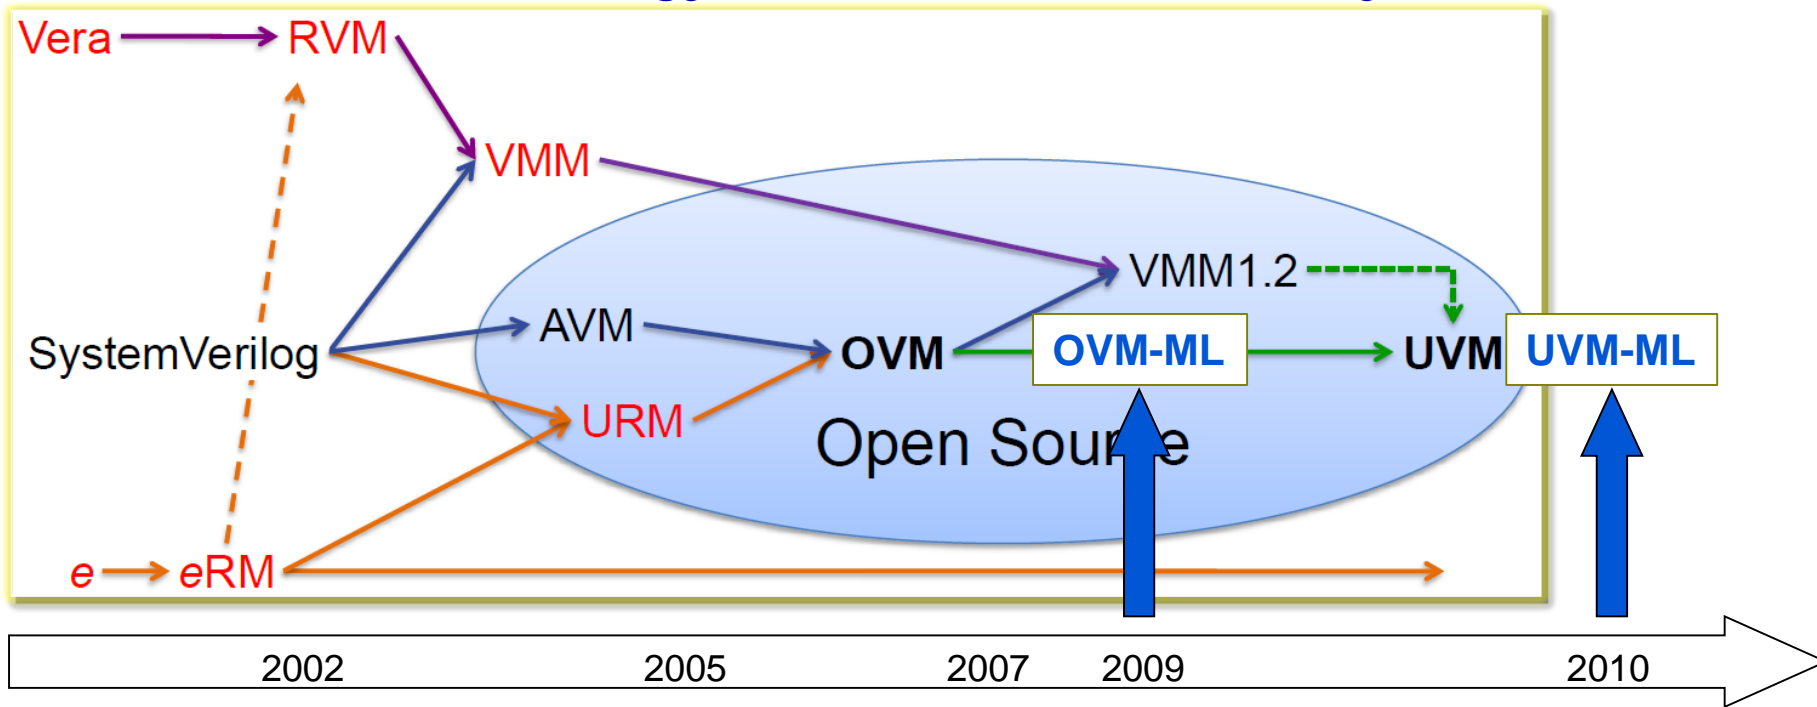 Vera
RVM
VMM
VMM1.2
SystemVerilog
AVM
OVM
OVM-ML
UVM
UVM-ML
URM
Open Source
e
eRM
2002
2005
2007
2009
2010